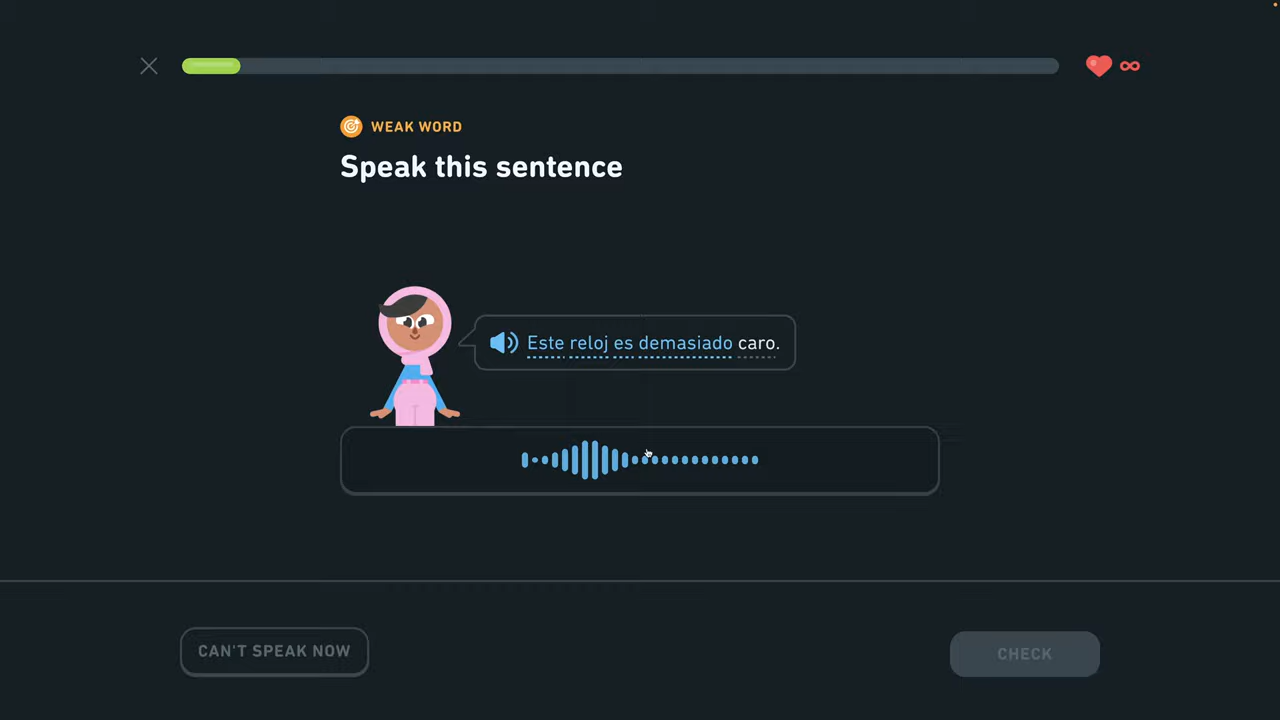 WEAK WORD
Speak this sentence
Este reloj es demasiado caro.
CAN'T SPEAK NOW
CHECK